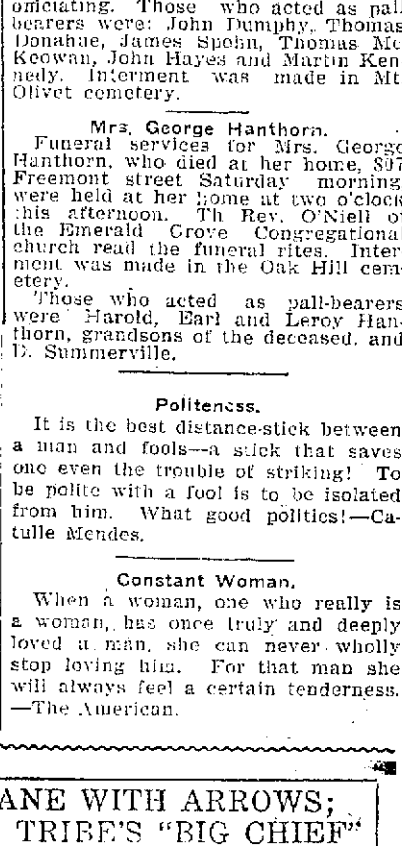 officiating. Those who acted as pall
bearers were: John Dumphy, Thomas
Donahue, James Spohn, Thomas Mc
Keowan, John Hayes and Martin Ken
nedy. Interment was made in Mt
Olivet cemetery.
Mrs. George Hanthorn.
Funeral services for Mrs. George
Hanthorn, who died at her home, 807
Freemont street Saturday morning
were held at her home at two o'clock
this afternoon. Th Rev. O'Niell of
the Emerald Grove Congregational
church read the funeral rites. Inter
ment was made in the Oak Hill cem-
etery.
Those who acted as pall-bearers
were Harold, Earl and Leroy Han-
thorn, grandsons of the deceased, and
D. Summerville.
Politeness.
It is the best distance-stick between
a man and fools--a stick that saves
one even the trouble of striking! To
be polite with a fool is to be isolated
from him. What good politics!—Ca-
tulle Mendes.
Constant Woman.
When a woman, one who really is
a woman, has once truly and deeply
loved a man, she can never wholly
stop loving him. For that man she
will always feel a certain tenderness.
—The American.
ANE WITH ARROWS;
TRIBE'S "BIG CHIEF"